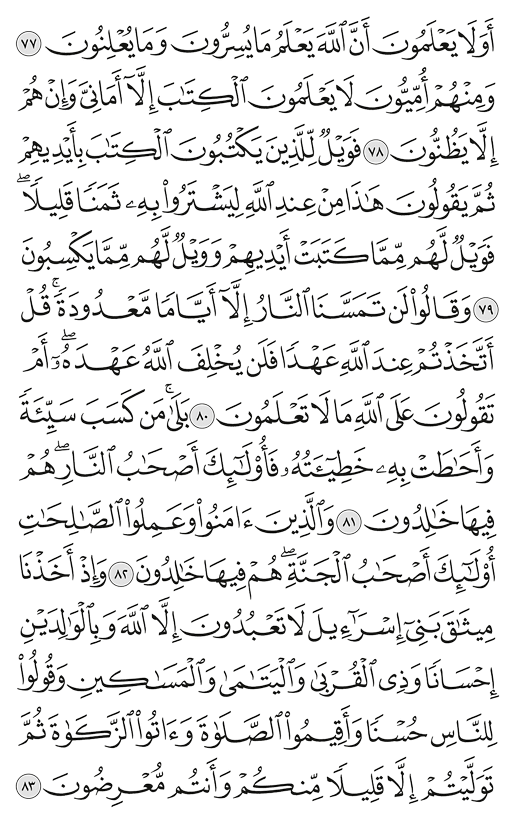 أَوَلَا يَعْلَمُونَ أَنَّ ٱللَّهَ يَعْلَمُ مَا يُسِرُّونَ وَمَا يُعْلِنُونَ ٧٧
وَمِنْهُمْ أُمِّيُّونَ لَا يَعْلَمُونَ ٱلْكِتَٰبَ إِلَّآ أَمَانِىَّ وَإِنْ هُمْ
إِلَّا يَظُنُّونَ ٧٨ فَوَيْلٌ لِّلَّذِينَ يَكْتُبُونَ ٱلْكِتَٰبَ بِأَيْدِيهِمْ
ثُمَّ يَقُولُونَ هَٰذَا مِنْ عِندِ ٱللَّهِ لِيَشْتَرُوا۟ بِهِۦ ثَمَنًا قَلِيلًا ۖ
فَوَيْلٌ لَّهُم مِّمَّا كَتَبَتْ أَيْدِيهِمْ وَوَيْلٌ لَّهُم مِّمَّا يَكْسِبُونَ
٧٩ وَقَالُوا۟ لَن تَمَسَّنَا ٱلنَّارُ إِلَّآ أَيَّامًا مَّعْدُودَةً ۚ قُلْ
أَتَّخَذْتُمْ عِندَ ٱللَّهِ عَهْدًا فَلَن يُخْلِفَ ٱللَّهُ عَهْدَهُۥٓ ۖ أَمْ
تَقُولُونَ عَلَى ٱللَّهِ مَا لَا تَعْلَمُونَ ٨٠ بَلَىٰ ۚ مَن كَسَبَ سَيِّئَةً
وَأَحَٰطَتْ بِهِۦ خَطِيٓـَٔتُهُۥ فَأُو۟لَٰٓئِكَ أَصْحَٰبُ ٱلنَّارِ ۖ هُمْ
فِيهَا خَٰلِدُونَ ٨١ وَٱلَّذِينَ ءَامَنُوا۟ وَعَمِلُوا۟ ٱلصَّٰلِحَٰتِ
أُو۟لَٰٓئِكَ أَصْحَٰبُ ٱلْجَنَّةِ ۖ هُمْ فِيهَا خَٰلِدُونَ ٨٢ وَإِذْ أَخَذْنَا
مِيثَٰقَ بَنِىٓ إِسْرَٰٓءِيلَ لَا تَعْبُدُونَ إِلَّا ٱللَّهَ وَبِٱلْوَٰلِدَيْنِ
إِحْسَانًا وَذِى ٱلْقُرْبَىٰ وَٱلْيَتَٰمَىٰ وَٱلْمَسَٰكِينِ وَقُولُوا۟
لِلنَّاسِ حُسْنًا وَأَقِيمُوا۟ ٱلصَّلَوٰةَ وَءَاتُوا۟ ٱلزَّكَوٰةَ ثُمَّ
تَوَلَّيْتُمْ إِلَّا قَلِيلًا مِّنكُمْ وَأَنتُم مُّعْرِضُونَ ٨٣